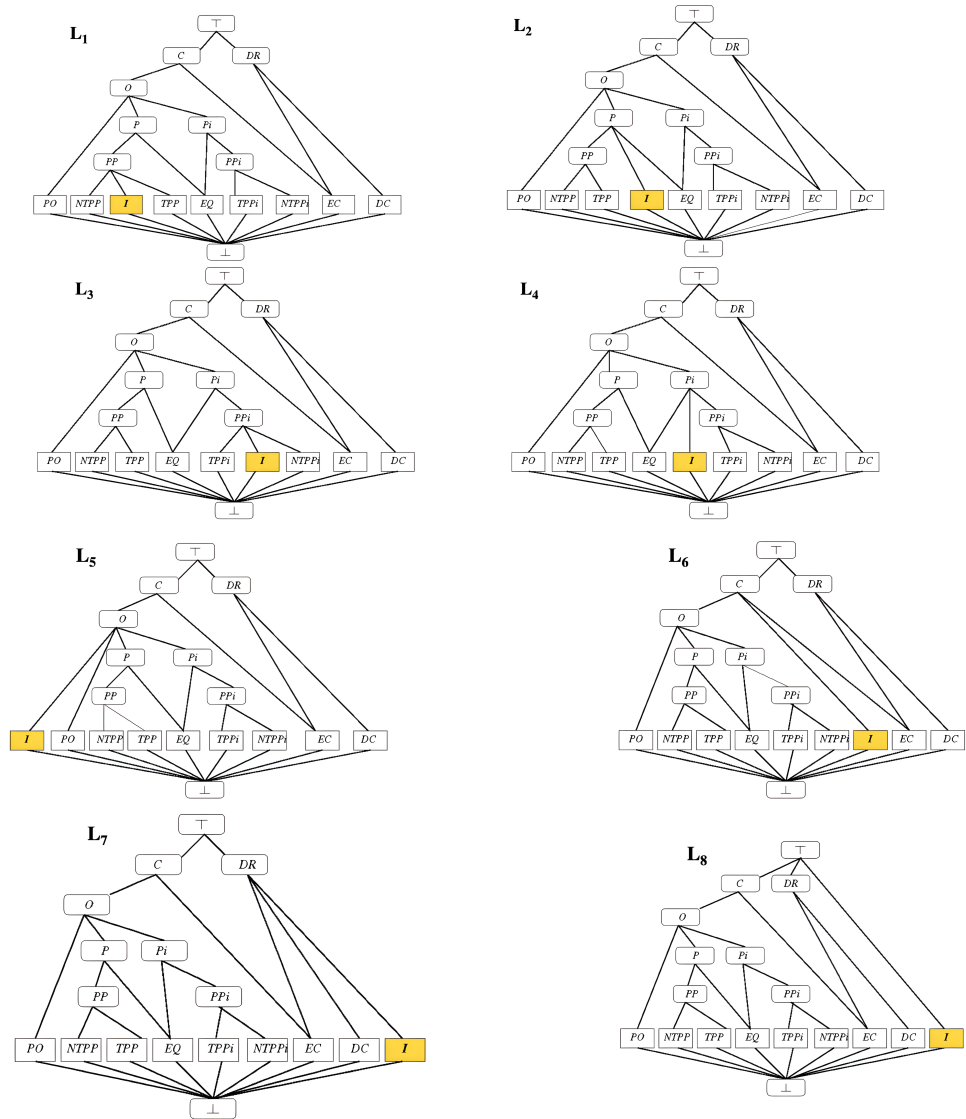 L1 L2
⊤ ⊤
C DR C DR
O O
P Pi P Pi
PP PPi PP PPi
PO NTPP I TPP EQ TPPi NTPPi EC DC PO NTPP TPP I EQ TPPi NTPPi EC DC
⊥ ⊥
L3 L4
⊤ ⊤
C DR C DR
O O
P Pi P Pi
PP PPi PP PPi
PO NTPP TPP EQ TPPi I NTPPi EC DC PO NTPP TPP EQ I TPPi NTPPi EC DC
⊥ ⊥
L5 L6
⊤ ⊤
C DR C DR
O O
P Pi P Pi
PP PPi PP PPi
I PO NTPP TPP EQ TPPi NTPPi EC DC PO NTPP TPP EQ TPPi NTPPi I EC DC
⊥ ⊥
L7 L8
⊤ ⊤
C DR C DR
O O
P Pi P Pi
PP PPi PP PPi
PO NTPP TPP EQ TPPi NTPPi EC DC I PO NTPP TPP EQ TPPi NTPPi EC DC I
⊥ ⊥